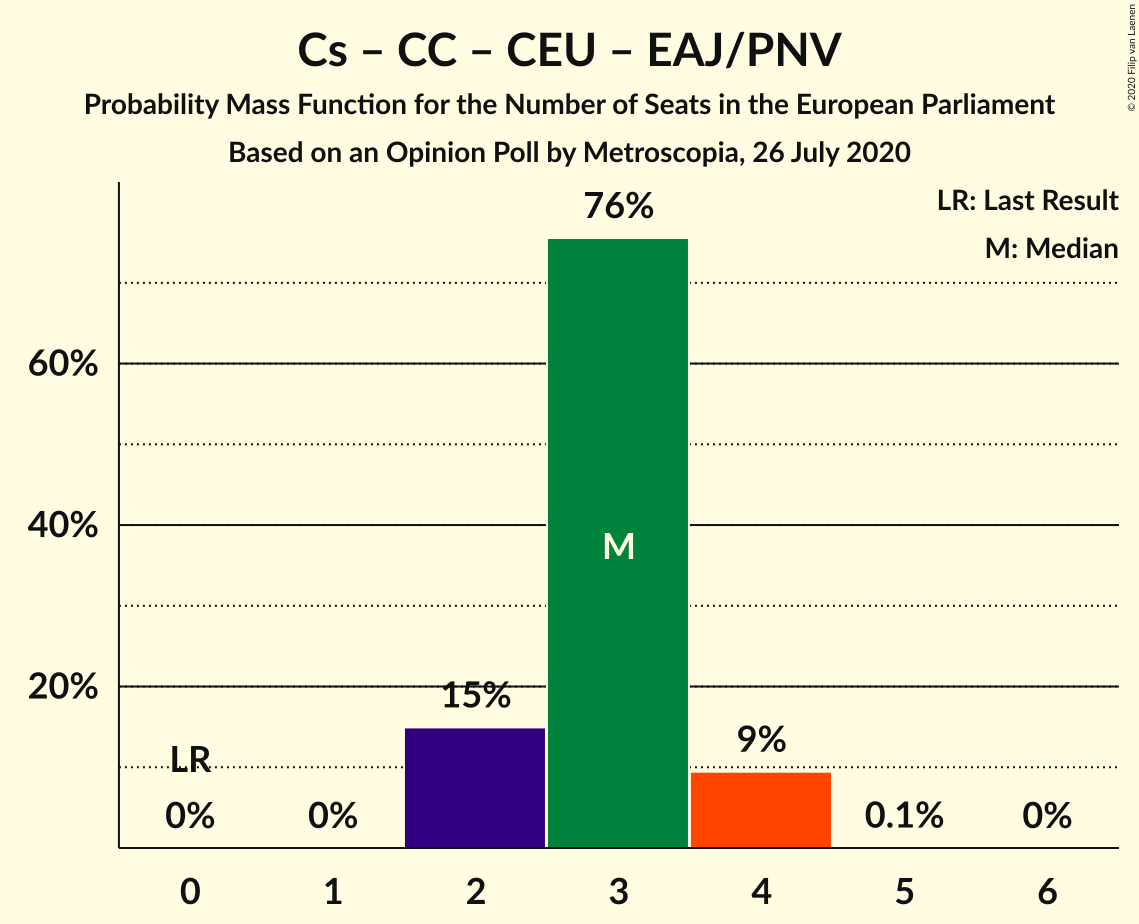 Cs – CC – CEU – EAJ/PNV
Probability Mass Function for the Number of Seats in the European Parliament
Based on an Opinion Poll by Metroscopia, 26 July 2020
© 2020 Filip van Laenen
LR: Last Result
M: Median
76%
60%
40%
M
20%
15%
LR
9%
0%
0%
0.1%
0%
0 1 2 3 4 5 6